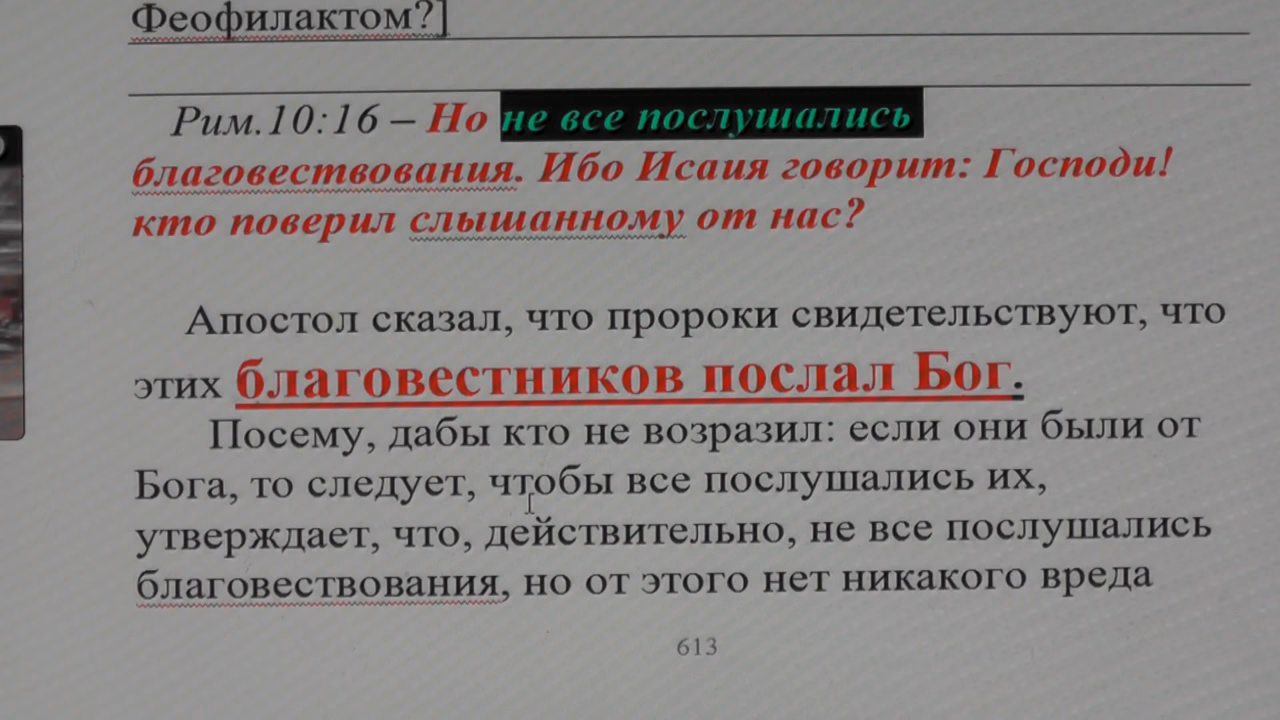 Феофилактом?]
Рим.10:16 – Но не все послушались
благовествования. Ибо Исаия говорит: Господи!
кто поверил слышанному от нас?
Апостол сказал, что пророки свидетельствуют, что
этих благовестников послал Бог.
Посему, дабы кто не возразил: если они были от
Бога, то следует, чтобы все послушались их,
утверждает, что, действительно, не все послушались
благовествования, но от этого нет никакого вреда
613